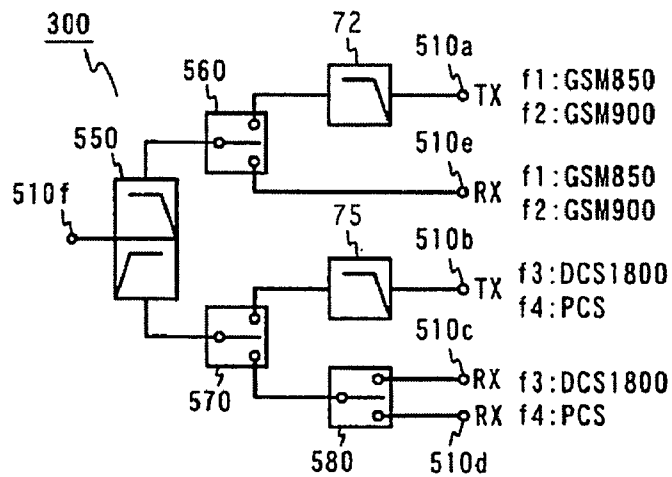 300
72
510a
TX f1:GSM850
f2:GSM900
560
510e
RX f1:GSM850
f2:GSM900
550
510f
75
510b
TX f3:DCS1800
f4:PCS
510c
RX f3:DCS1800
RX f4:PCS
570
580
510d